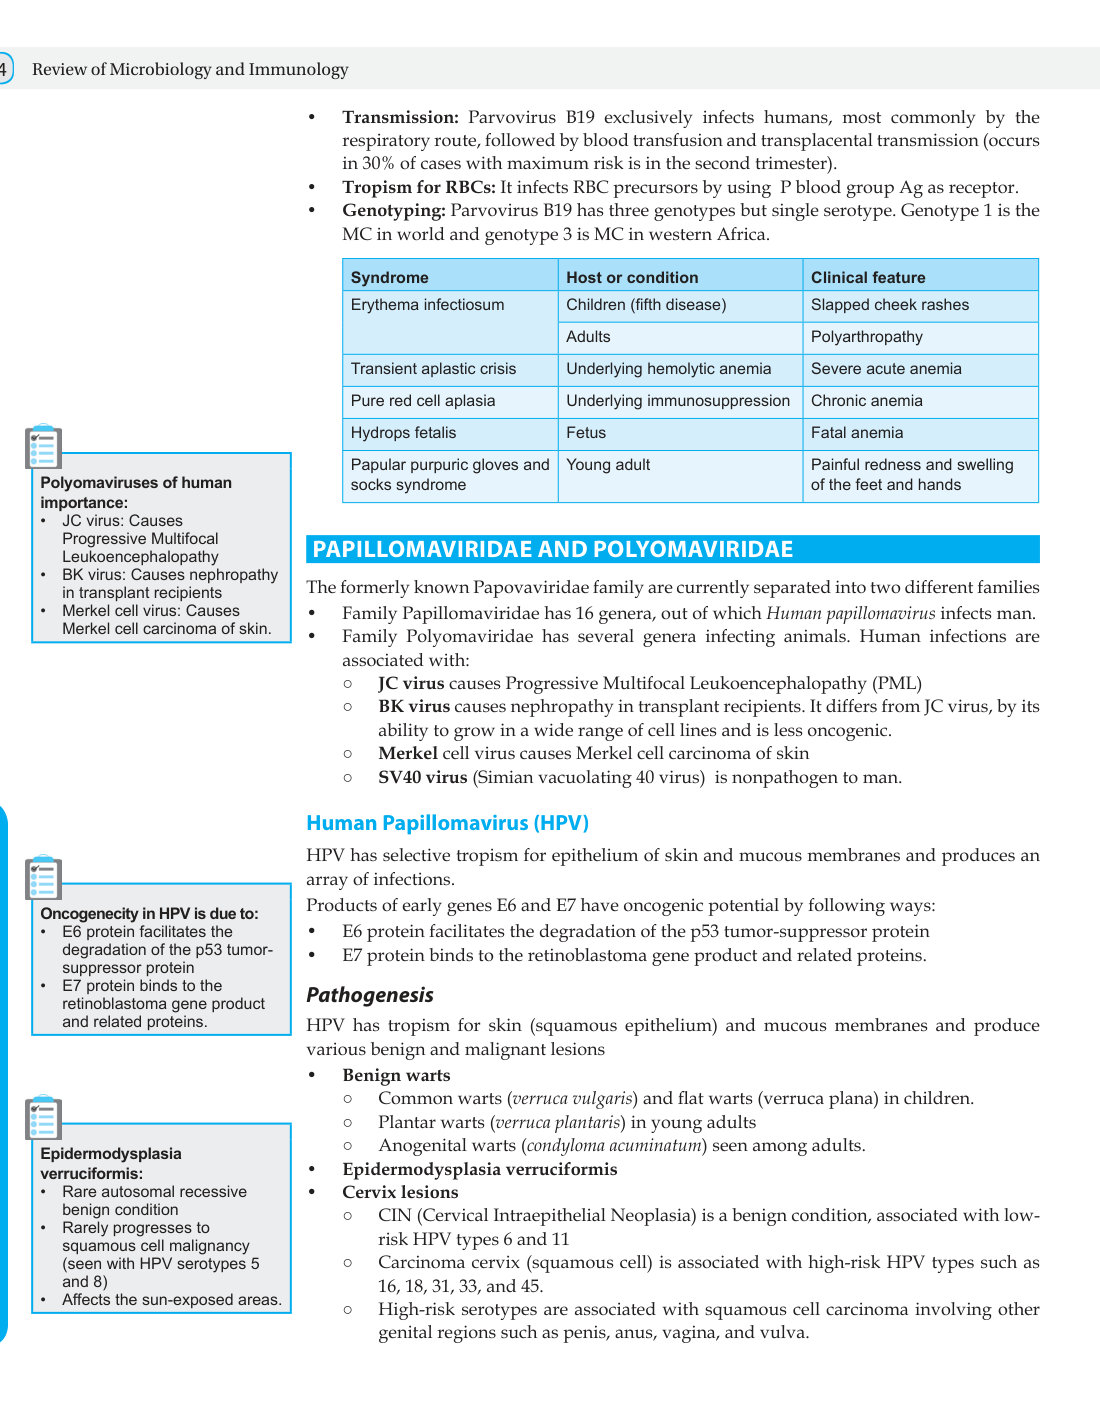 4 Review of Microbiology and Immunology
• Transmission: Parvovirus B19 exclusively infects humans, most commonly by the
respiratory route, followed by blood transfusion and transplacental transmission (occurs
in 30% of cases with maximum risk is in the second trimester).
• Tropism for RBCs: It infects RBC precursors by using P blood group Ag as receptor.
• Genotyping: Parvovirus B19 has three genotypes but single serotype. Genotype 1 is the
MC in world and genotype 3 is MC in western Africa.
Syndrome Host or condition Clinical feature
Erythema infectiosum Children (fifth disease) Slapped cheek rashes
Adults Polyarthropathy
Transient aplastic crisis Underlying hemolytic anemia Severe acute anemia
Pure red cell aplasia Underlying immunosuppression Chronic anemia
Hydrops fetalis Fetus Fatal anemia
Papular purpuric gloves and Young adult Painful redness and swelling
socks syndrome of the feet and hands
Polyomaviruses of human
importance:
• JC virus: Causes
Progressive Multifocal
Leukoencephalopathy
• BK virus: Causes nephropathy
in transplant recipients
• Merkel cell virus: Causes
Merkel cell carcinoma of skin.
PAPILLOMAVIRIDAE AND POLYOMAVIRIDAE
The formerly known Papovaviridae family are currently separated into two different families
• Family Papillomaviridae has 16 genera, out of which Human papillomavirus infects man.
• Family Polyomaviridae has several genera infecting animals. Human infections are
associated with:
○ JC virus causes Progressive Multifocal Leukoencephalopathy (PML)
○ BK virus causes nephropathy in transplant recipients. It differs from JC virus, by its
ability to grow in a wide range of cell lines and is less oncogenic.
○ Merkel cell virus causes Merkel cell carcinoma of skin
○ SV40 virus (Simian vacuolating 40 virus) is nonpathogen to man.
Human Papillomavirus (HPV)
HPV has selective tropism for epithelium of skin and mucous membranes and produces an
array of infections.
Products of early genes E6 and E7 have oncogenic potential by following ways:
• E6 protein facilitates the degradation of the p53 tumor-suppressor protein
• E7 protein binds to the retinoblastoma gene product and related proteins.
Oncogenecity in HPV is due to:
• E6 protein facilitates the
degradation of the p53 tumor-
suppressor protein
• E7 protein binds to the
retinoblastoma gene product
and related proteins.
Pathogenesis
HPV has tropism for skin (squamous epithelium) and mucous membranes and produce
various benign and malignant lesions
• Benign warts
○ Common warts (verruca vulgaris) and flat warts (verruca plana) in children.
○ Plantar warts (verruca plantaris) in young adults
○ Anogenital warts (condyloma acuminatum) seen among adults.
• Epidermodysplasia verruciformis
• Cervix lesions
○ CIN (Cervical Intraepithelial Neoplasia) is a benign condition, associated with low-
risk HPV types 6 and 11
○ Carcinoma cervix (squamous cell) is associated with high-risk HPV types such as
16, 18, 31, 33, and 45.
○ High-risk serotypes are associated with squamous cell carcinoma involving other
genital regions such as penis, anus, vagina, and vulva.
Epidermodysplasia
verruciformis:
• Rare autosomal recessive
benign condition
• Rarely progresses to
squamous cell malignancy
(seen with HPV serotypes 5
and 8)
• Affects the sun-exposed areas.